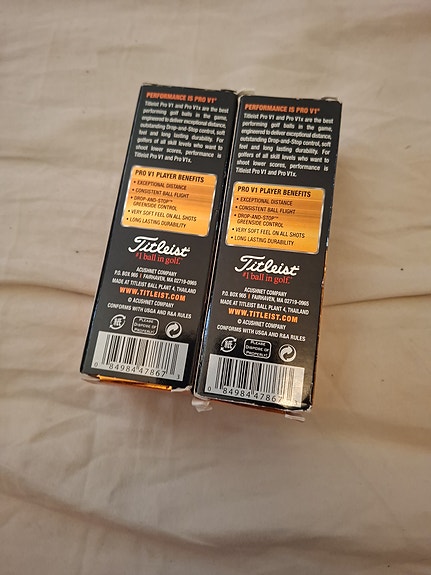 PERFORMANCE IS PRO V1®
Titleist Pro V1 and Pro V1x are the best
performing golf balls in the game,
engineered to deliver exceptional distance,
outstanding Drop-and-Stop control, soft
feel and long lasting durability. For
golfers of all skill levels who want to
shoot lower scores, performance is
Titleist Pro V1 and Pro V1x.
PRO V1 PLAYER BENEFITS
• EXCEPTIONAL DISTANCE
• CONSISTENT BALL FLIGHT
• DROP-AND-STOP™
GREENSIDE CONTROL
• VERY SOFT FEEL ON ALL SHOTS
• LONG LASTING DURABILITY
Titleist
#1 ball in golf.
ACUSHNET COMPANY
P.O. BOX 965 | FAIRHAVEN, MA 02719-0965
MADE AT TITLEIST BALL PLANT 4, THAILAND
WWW.TITLEIST.COM
© ACUSHNET COMPANY
CONFORMS WITH USGA AND R&A RULES
PLEASE
DISPOSE OF
PROPERLY!
0 84984 47867 1
PERFORMANCE IS PRO V1®
Titleist Pro V1 and Pro V1x are the best
performing golf balls in the game,
engineered to deliver exceptional distance,
outstanding Drop-and-Stop control, soft
feel and long lasting durability. For
golfers of all skill levels who want to
shoot lower scores, performance is
Titleist Pro V1 and Pro V1x.
PRO V1 PLAYER BENEFITS
• EXCEPTIONAL DISTANCE
• CONSISTENT BALL FLIGHT
• DROP-AND-STOP™
GREENSIDE CONTROL
• VERY SOFT FEEL ON ALL SHOTS
• LONG LASTING DURABILITY
Titleist
#1 ball in golf.
ACUSHNET COMPANY
P.O. BOX 965 | FAIRHAVEN, MA 02719-0965
MADE AT TITLEIST BALL PLANT 4, THAILAND
WWW.TITLEIST.COM
© ACUSHNET COMPANY
CONFORMS WITH USGA AND R&A RULES
PLEASE
DISPOSE OF
PROPERLY!
0 84984 47867